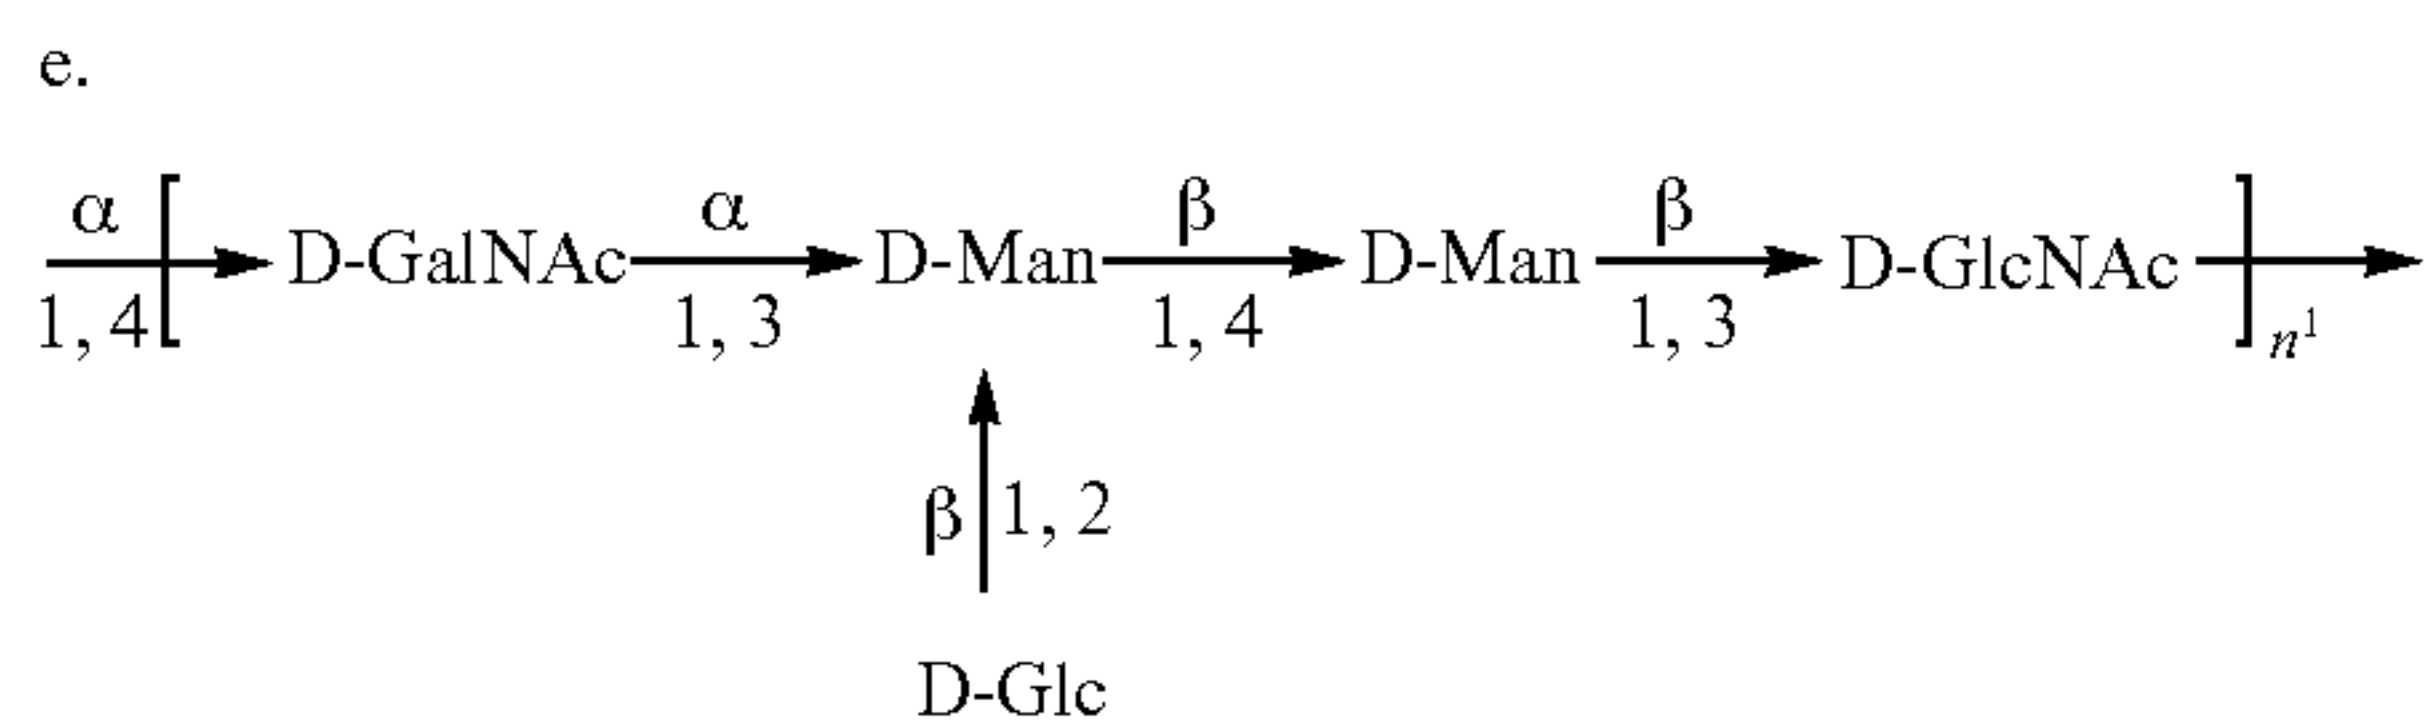 e.
α α β β
D-GalNAc D-Man D-Man D-GlcNAc
1, 4 1, 3 1, 4 1, 3 n¹
β 1, 2
D-Glc